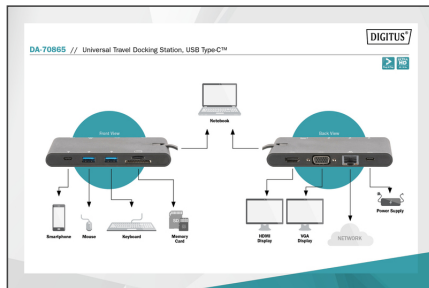 DIGITUS®
DA-70865 // Universal Travel Docking Station, USB Type-C™
HD
Notebook
Front View
Back View
Smartphone
Mouse
Keyboard
Memory Card
HDMI Display
VGA Display
NETWORK
Power Supply